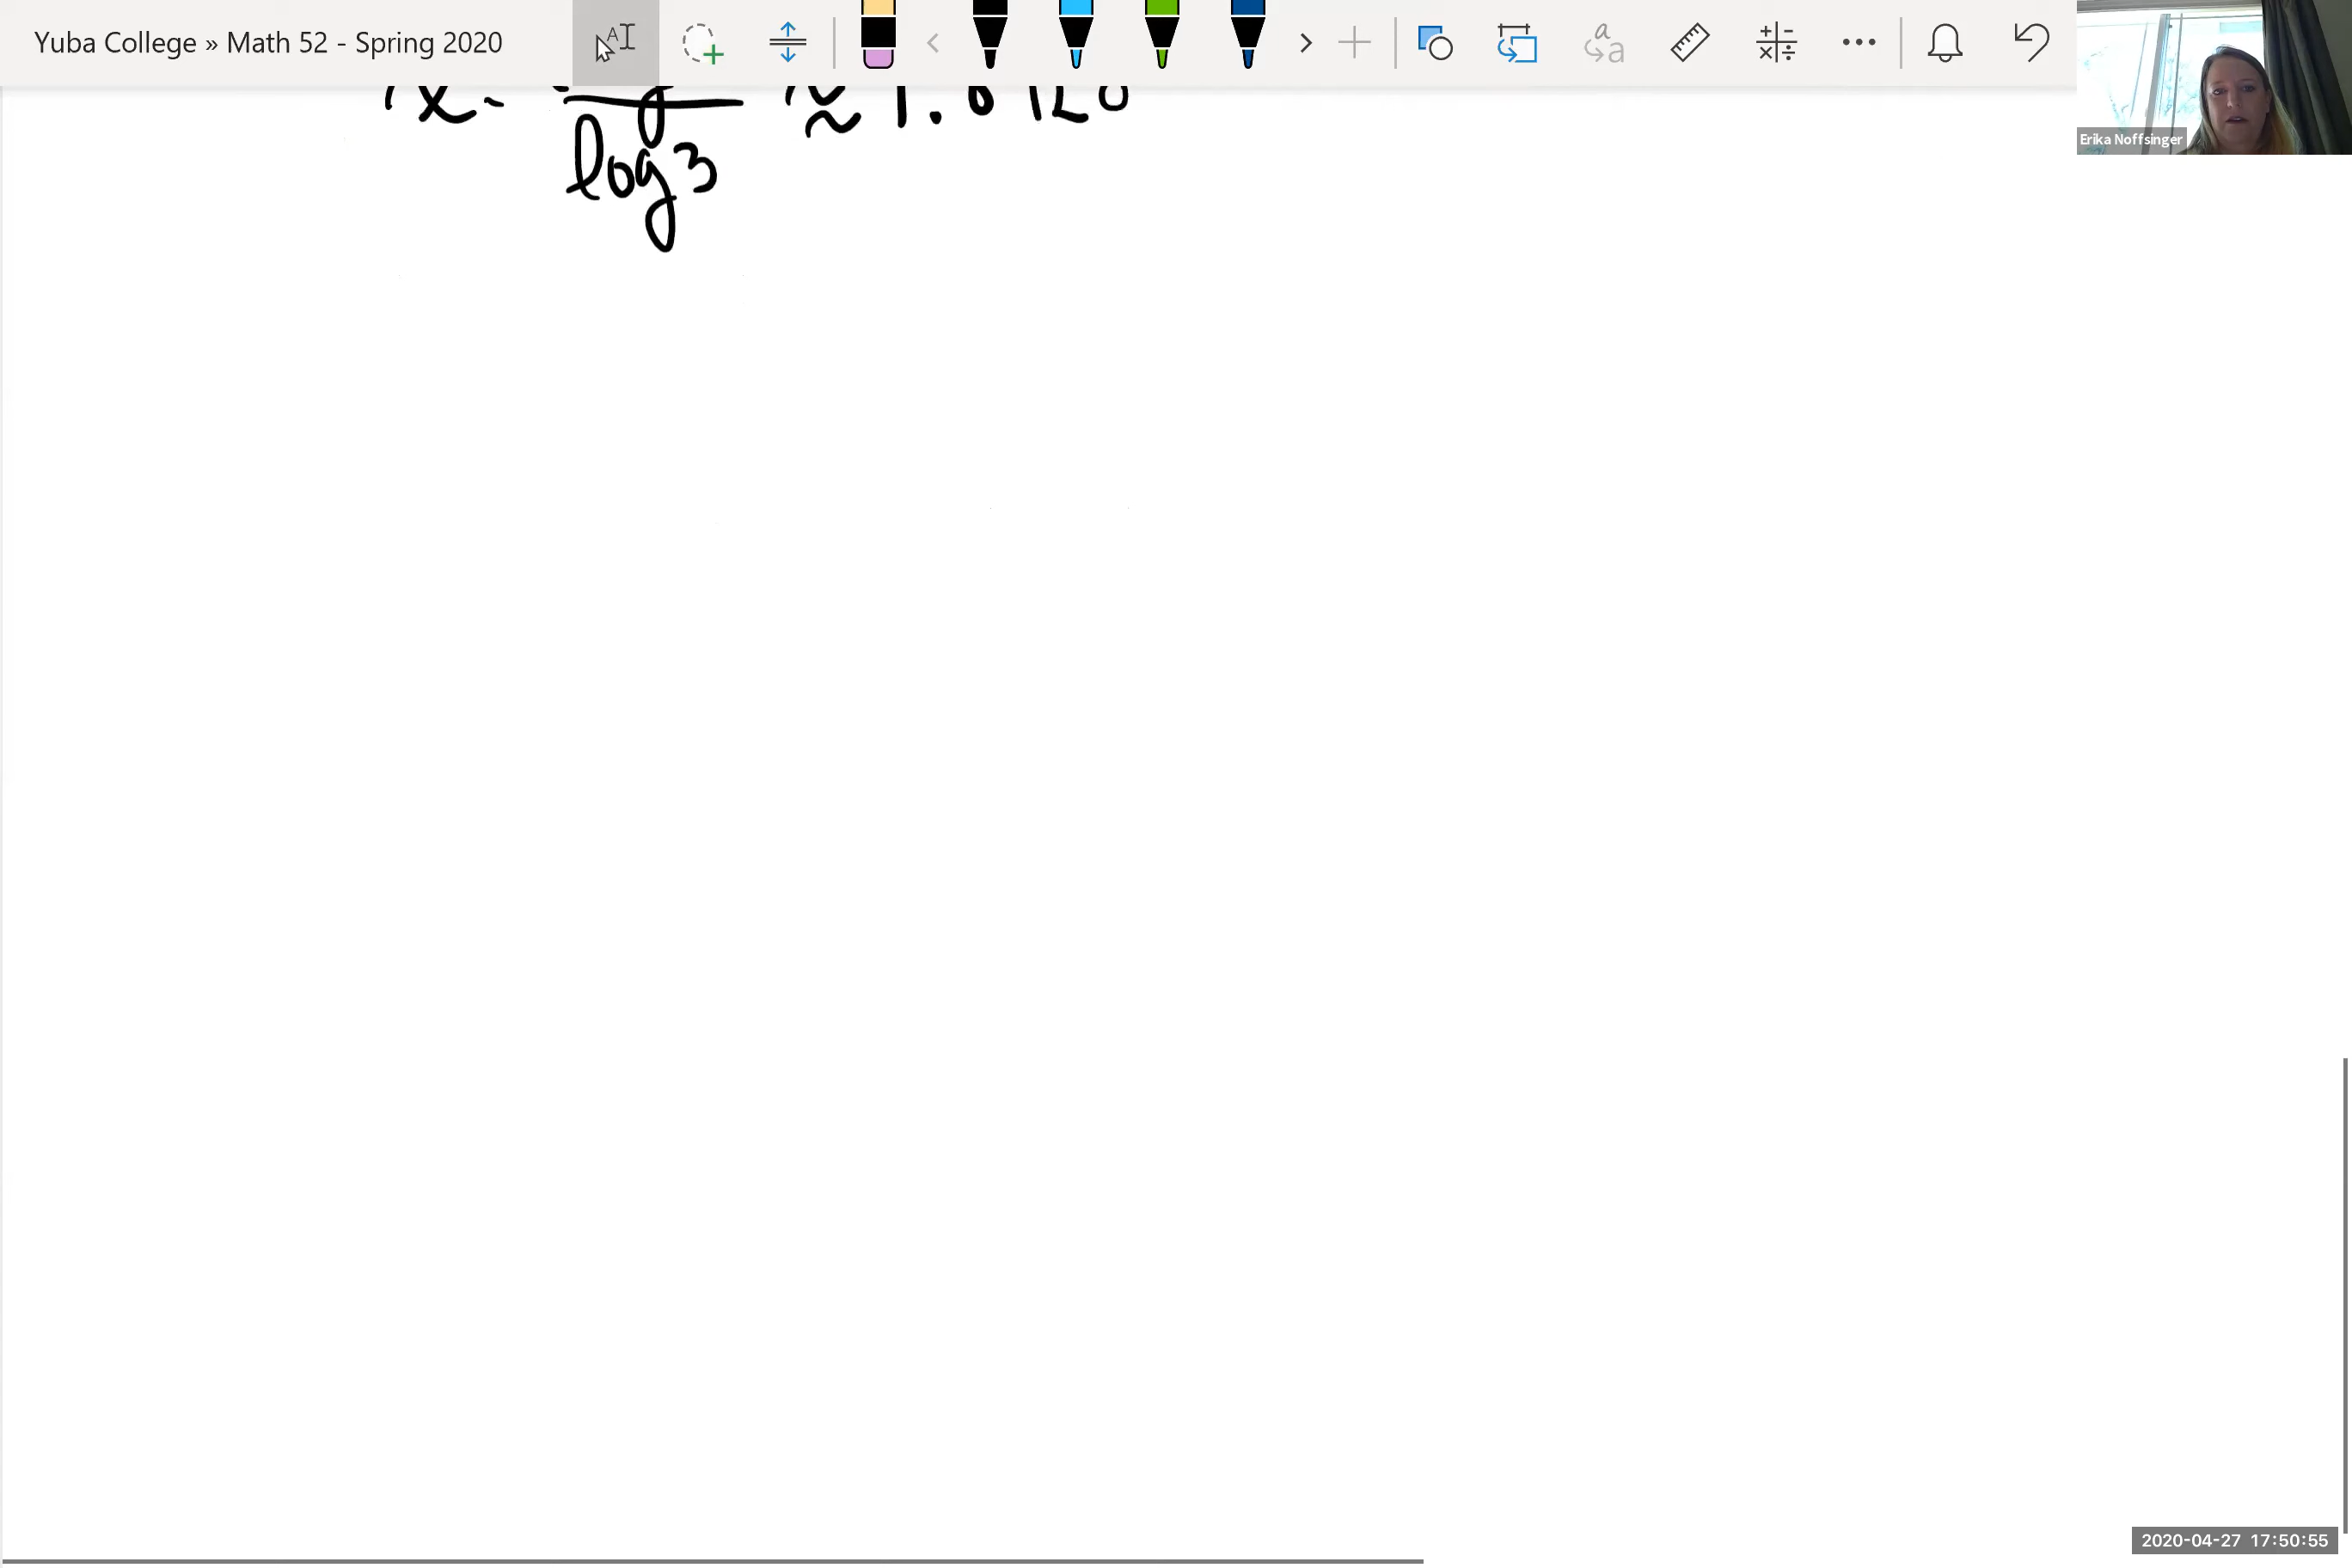 Yuba College » Math 52 - Spring 2020
Erika Noffsinger
log 3
2020-04-27 17:50:55